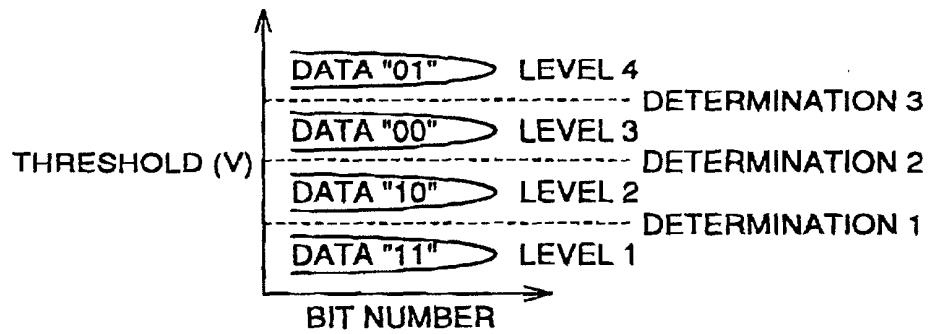 DATA "01" LEVEL 4
DETERMINATION 3
DATA "00" LEVEL 3
THRESHOLD (V)
DETERMINATION 2
DATA "10" LEVEL 2
DETERMINATION 1
DATA "11" LEVEL 1
BIT NUMBER